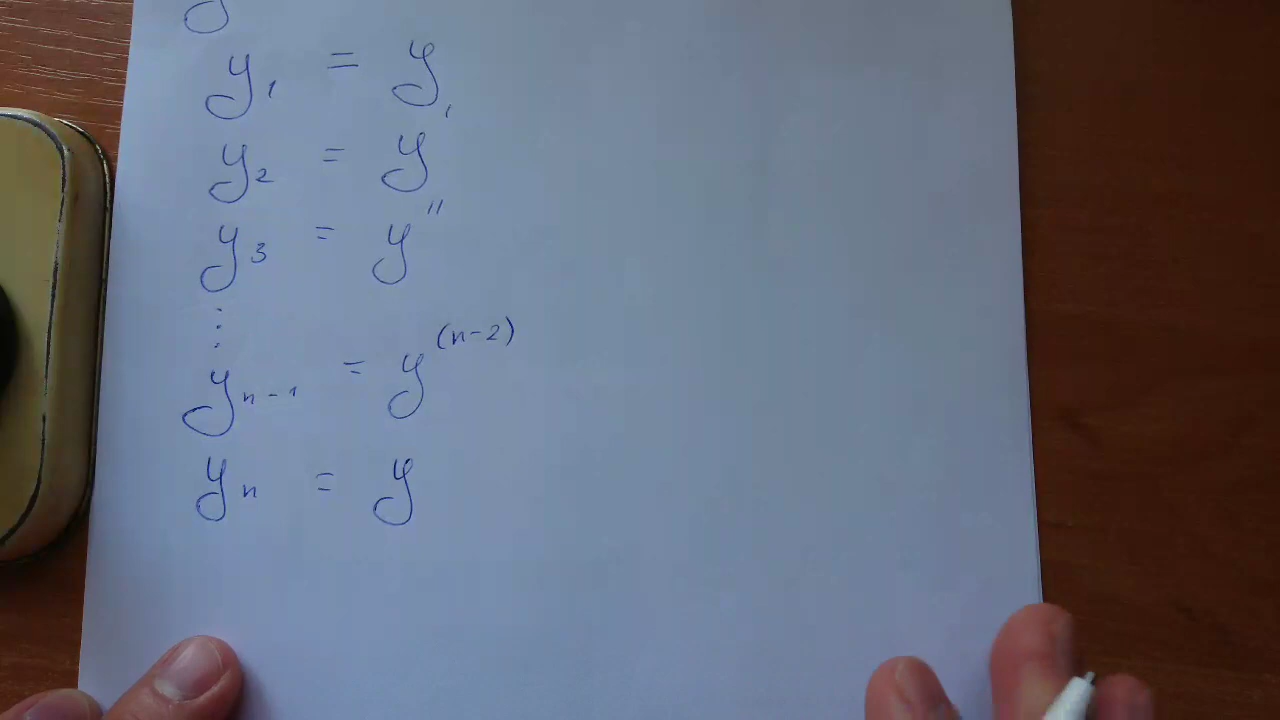 y₁ = y
y₂ = y'
y₃ = y''
⋮
yₙ₋₁ = y⁽ⁿ⁻²⁾
yₙ = y